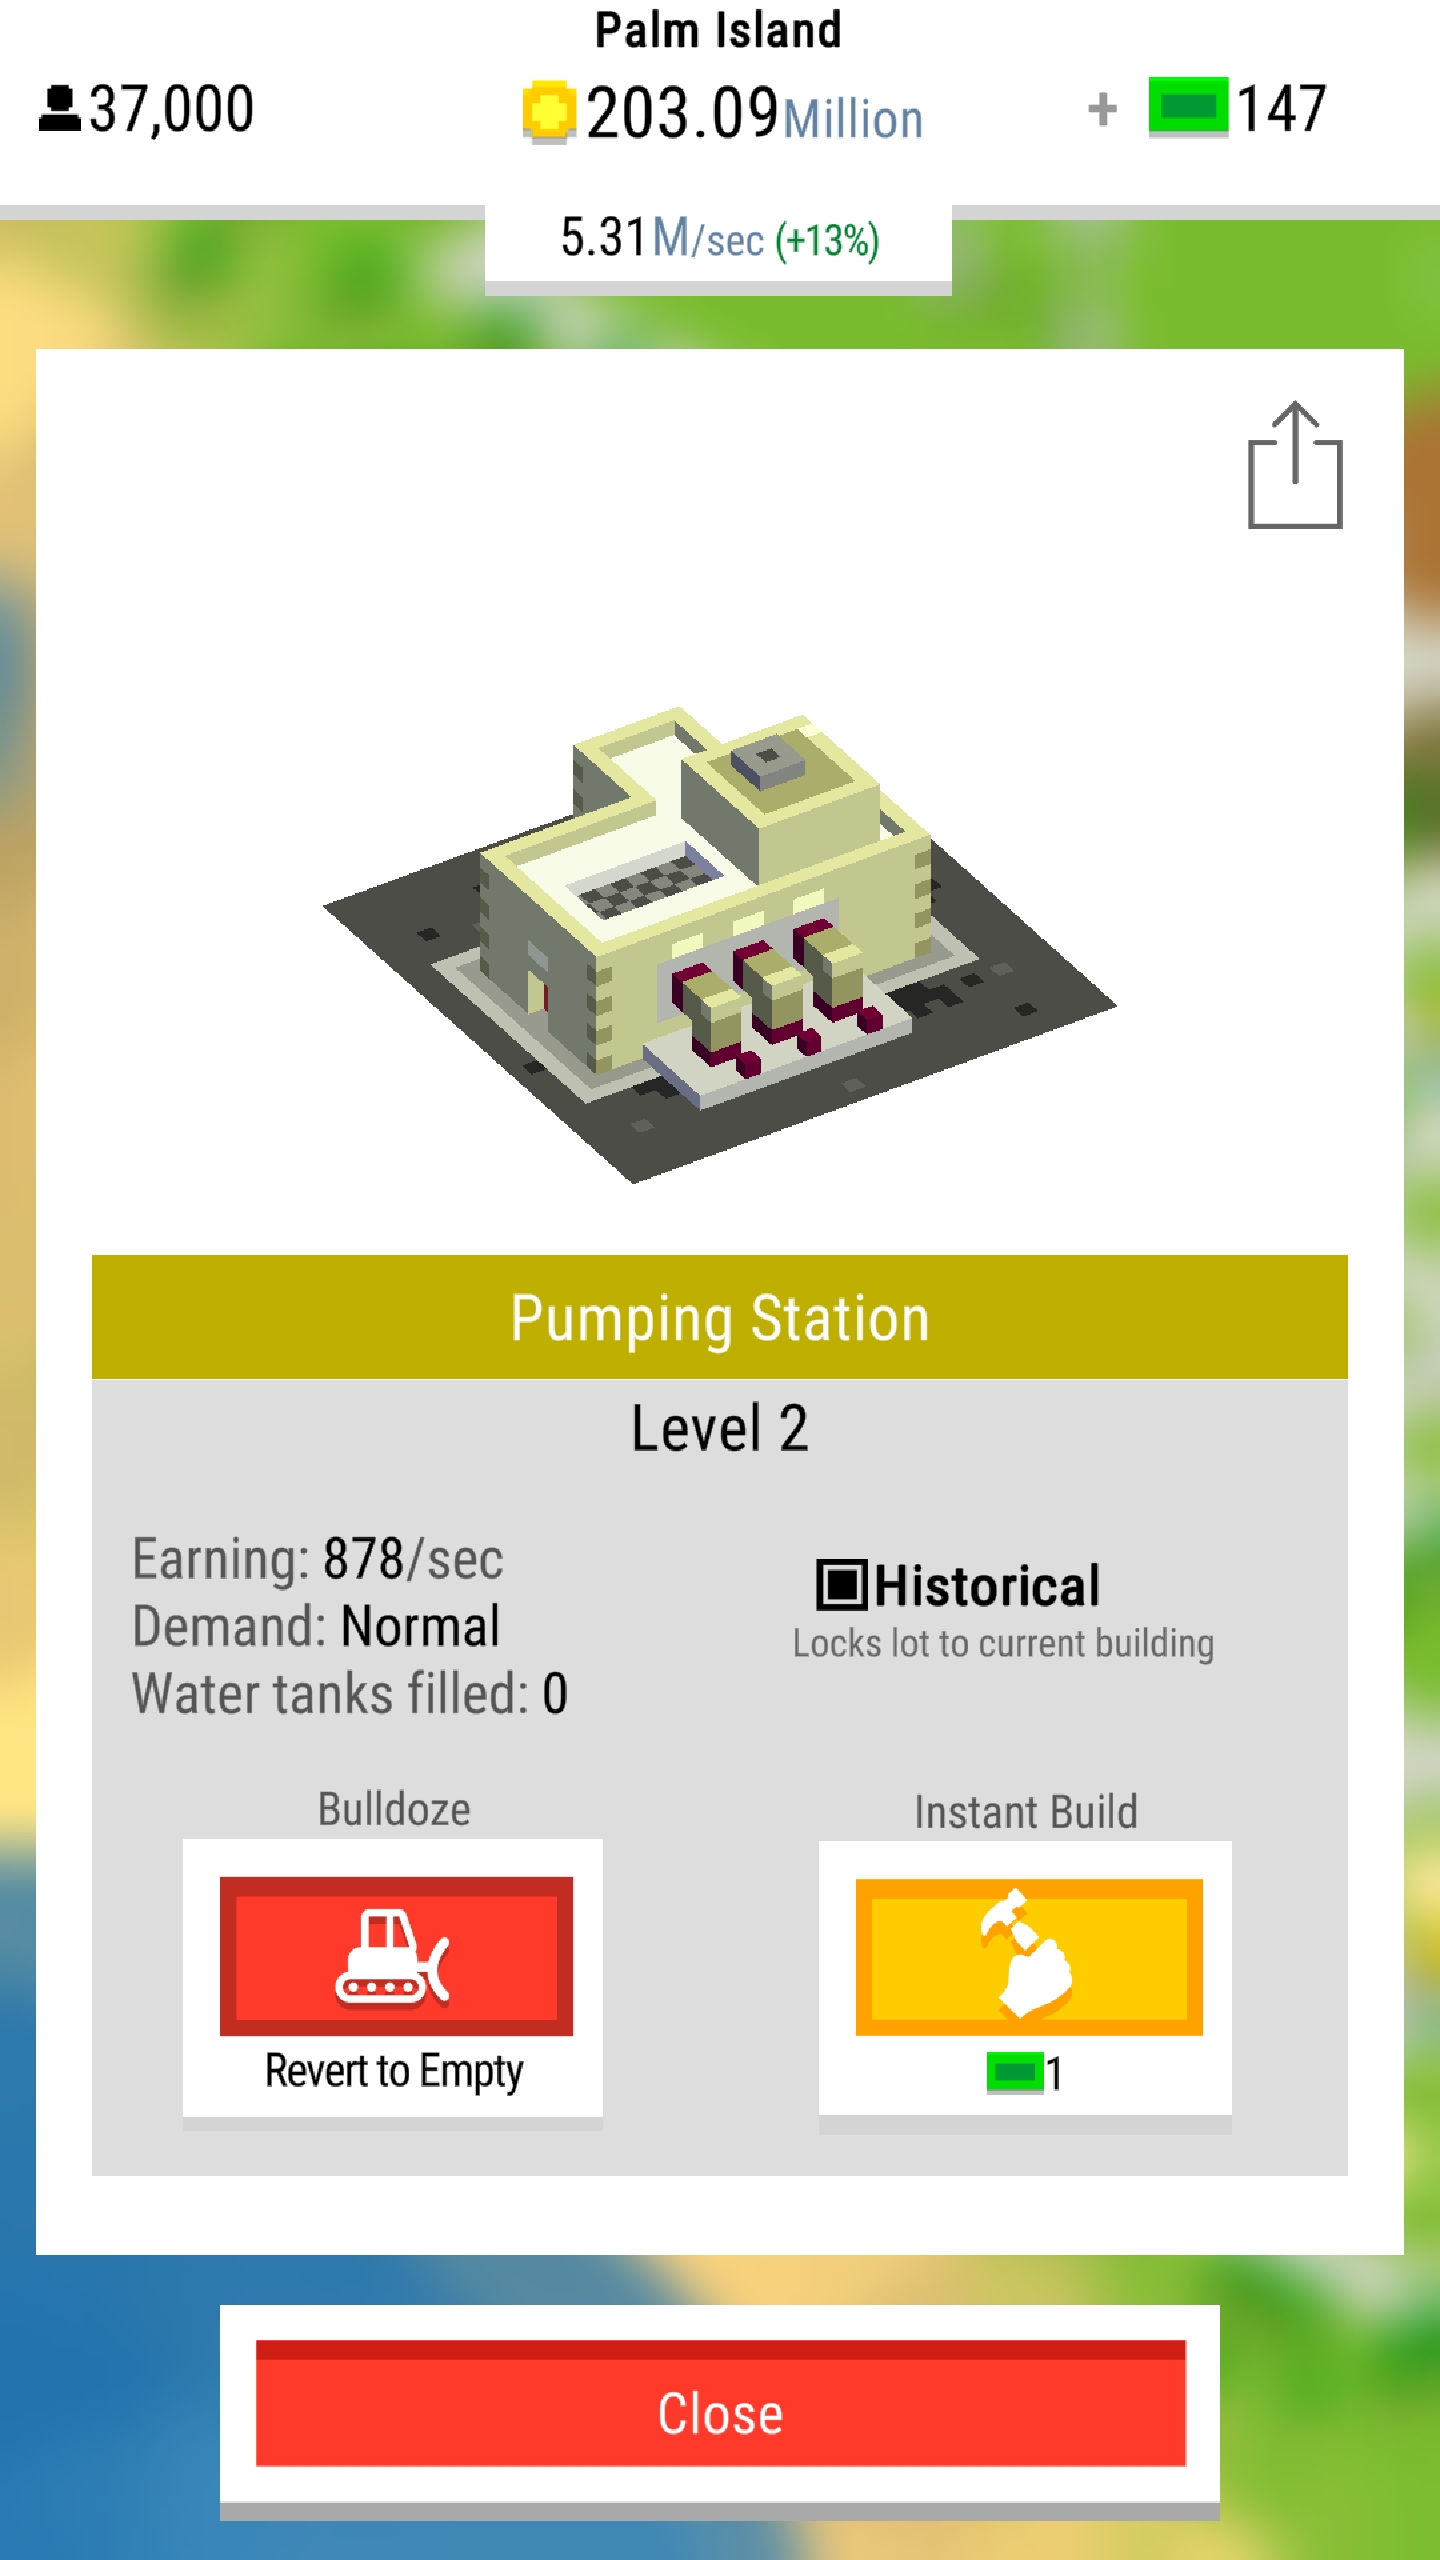 Palm Island
37,000
203.09Million
+ 147
5.31M/sec (+13%)
Pumping Station
Level 2
Earning: 878/sec
Demand: Normal
Water tanks filled: 0
Historical
Locks lot to current building
Bulldoze
Revert to Empty
Instant Build
1
Close